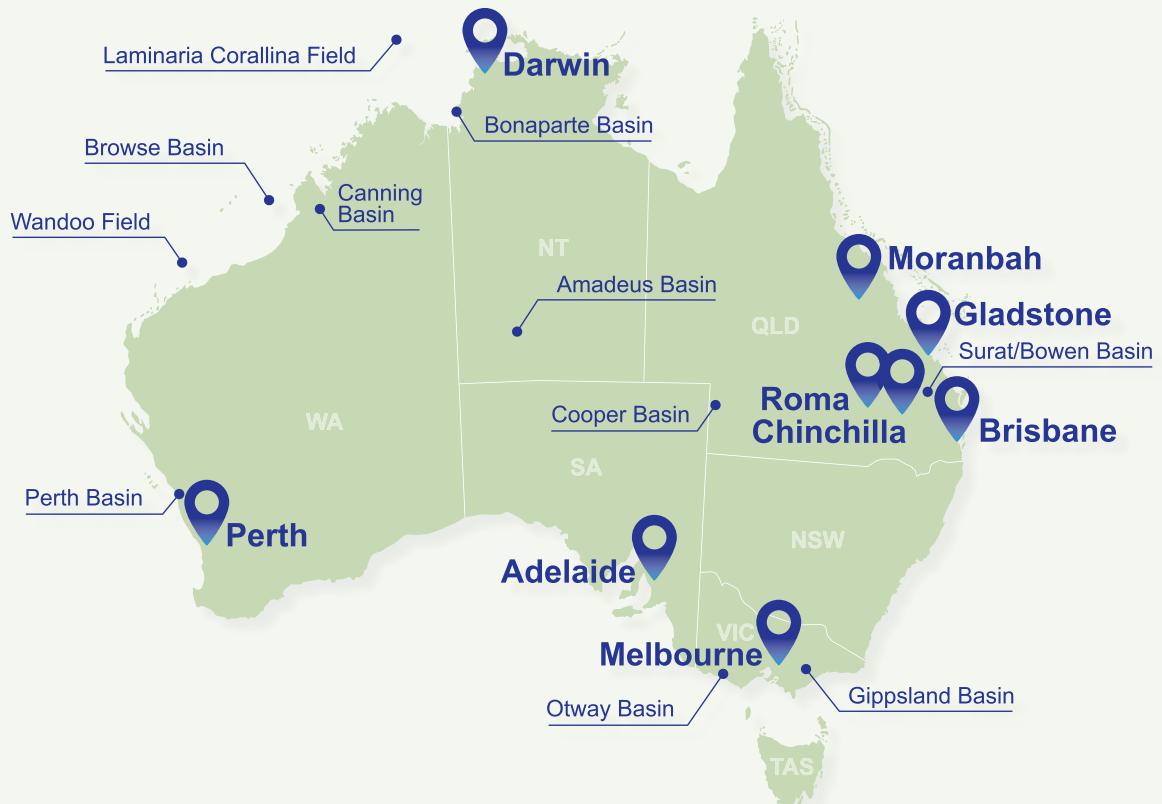 Laminaria Corallina Field
Darwin
Bonaparte Basin
Browse Basin
Canning
Basin
Wandoo Field
NT
Moranbah
Amadeus Basin
Gladstone
QLD
Surat/Bowen Basin
Roma
Cooper Basin
WA
Chinchilla
Brisbane
SA
Perth Basin
Perth
NSW
Adelaide
VIC
Melbourne
Gippsland Basin
Otway Basin
TAS